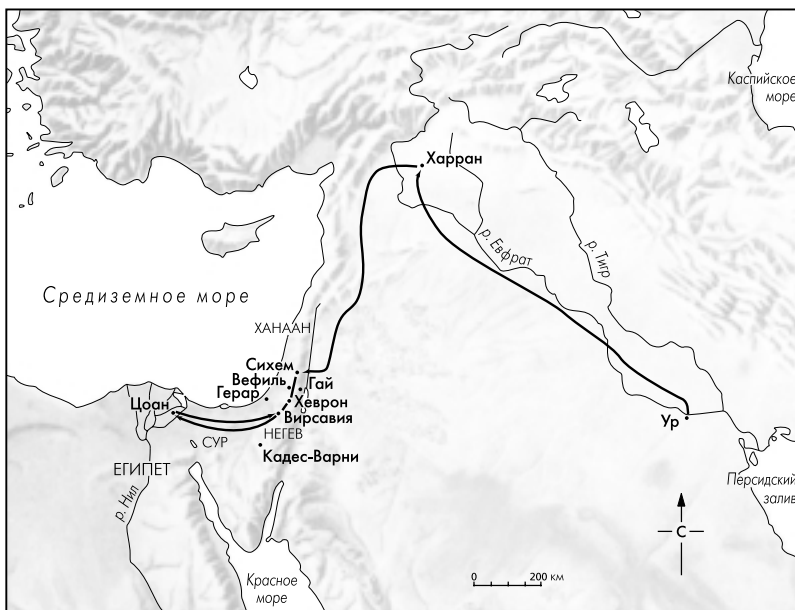 Каспийское
море
Харран
р. Евфрат
р. Тигр
Средиземное море
ХАНААН
Сихем
Вефиль
Гай
Герар
Хеврон
Цоан
Вирсавия
Ур
СУР
НЕГЕВ
Кадес-Варни
ЕГИПЕТ
р. Нил
Персидский
залив
С
Красное
море
0 200 км